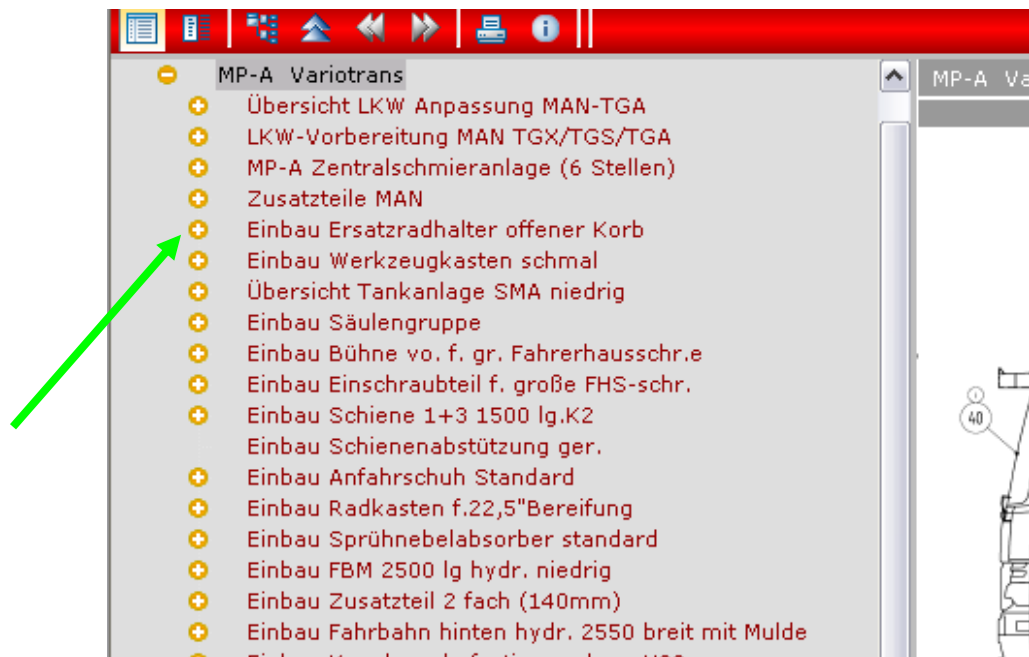 MP-A Variotrans
Übersicht LKW Anpassung MAN-TGA
LKW-Vorbereitung MAN TGX/TGS/TGA
MP-A Zentralschmieranlage (6 Stellen)
Zusatzteile MAN
Einbau Ersatzradhalter offener Korb
Einbau Werkzeugkasten schmal
Übersicht Tankanlage SMA niedrig
Einbau Säulengruppe
Einbau Bühne vo. f. gr. Fahrerhausschr.e
Einbau Einschraubteil f. große FHS-schr.
Einbau Schiene 1+3 1500 lg.K2
Einbau Schienenabstützung ger.
Einbau Anfahrschuh Standard
Einbau Radkasten f.22,5"Bereifung
Einbau Sprühnebelabsorber standard
Einbau FBM 2500 lg hydr. niedrig
Einbau Zusatzteil 2 fach (140mm)
Einbau Fahrbahn hinten hydr. 2550 breit mit Mulde
MP-A Va
40